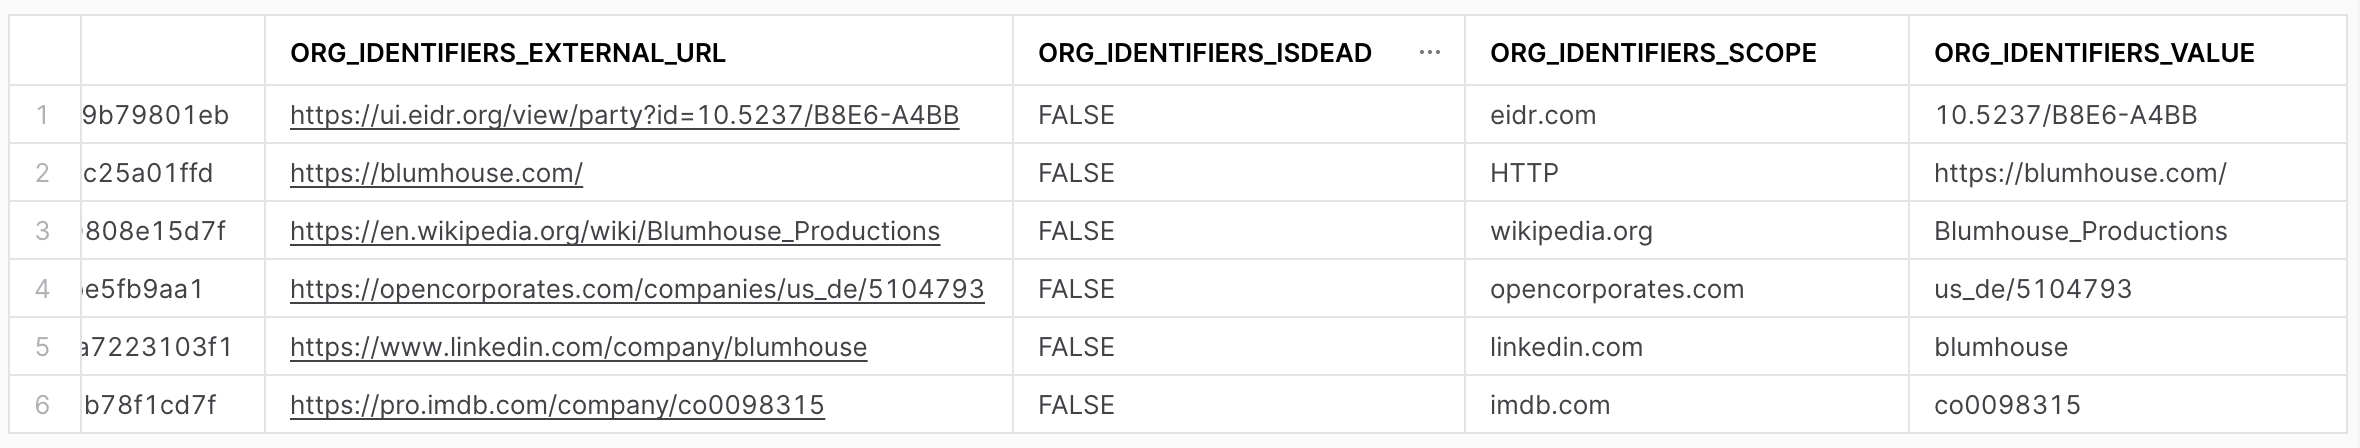 ORG_IDENTIFIERS_EXTERNAL_URL ORG_IDENTIFIERS_ISDEAD ... ORG_IDENTIFIERS_SCOPE ORG_IDENTIFIERS_VALUE
1 9b79801eb https://ui.eidr.org/view/party?id=10.5237/B8E6-A4BB FALSE eidr.com 10.5237/B8E6-A4BB
2 c25a01ffd https://blumhouse.com/ FALSE HTTP https://blumhouse.com/
3 808e15d7f https://en.wikipedia.org/wiki/Blumhouse_Productions FALSE wikipedia.org Blumhouse_Productions
4 e5fb9aa1 https://opencorporates.com/companies/us_de/5104793 FALSE opencorporates.com us_de/5104793
5 a7223103f1 https://www.linkedin.com/company/blumhouse FALSE linkedin.com blumhouse
6 b78f1cd7f https://pro.imdb.com/company/co0098315 FALSE imdb.com co0098315